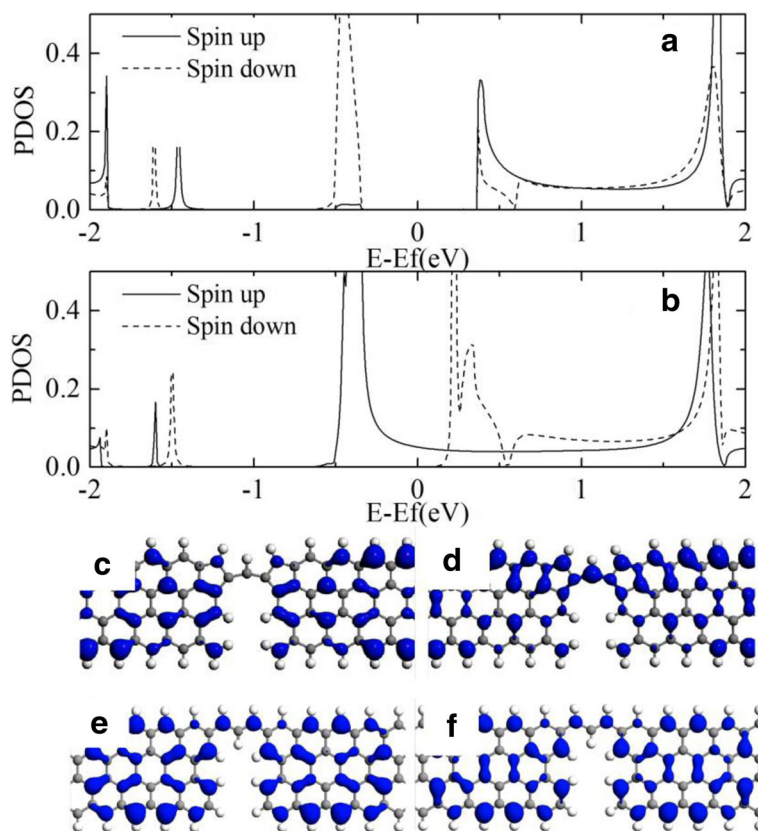 Spin up
a
Spin down
PDOS
0.4
0.2
0.0
-2
-1
0
1
2
E-Ef(eV)
Spin up
b
Spin down
PDOS
0.4
0.2
0.0
-2
-1
0
1
2
E-Ef(eV)
c
d
e
f